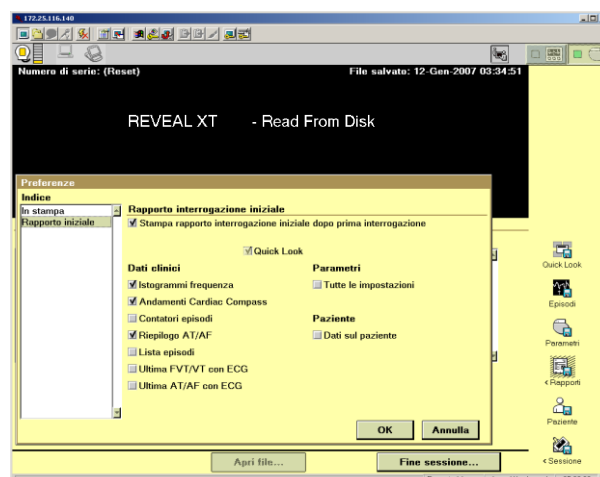 172.25.116.140
Numero di serie: (Reset)
File salvato: 12-Gen-2007 03:34:51
REVEAL XT - Read From Disk
Preferenze
Indice
In stampa
Rapporto iniziale
Rapporto interrogazione iniziale
Stampa rapporto interrogazione iniziale dopo prima interrogazione
Quick Look
Dati clinici
Parametri
Istogrammi frequenza
Tutte le impostazioni
Andamenti Cardiac Compass
Contatori episodi
Paziente
Riepilogo AT/AF
Dati sul paziente
Lista episodi
Ultima FVT/VT con ECG
Ultima AT/AF con ECG
OK
Annulla
Quick Look
Episodi
Parametri
< Rapporti
Paziente
< Sessione
Apri file...
Fine sessione...